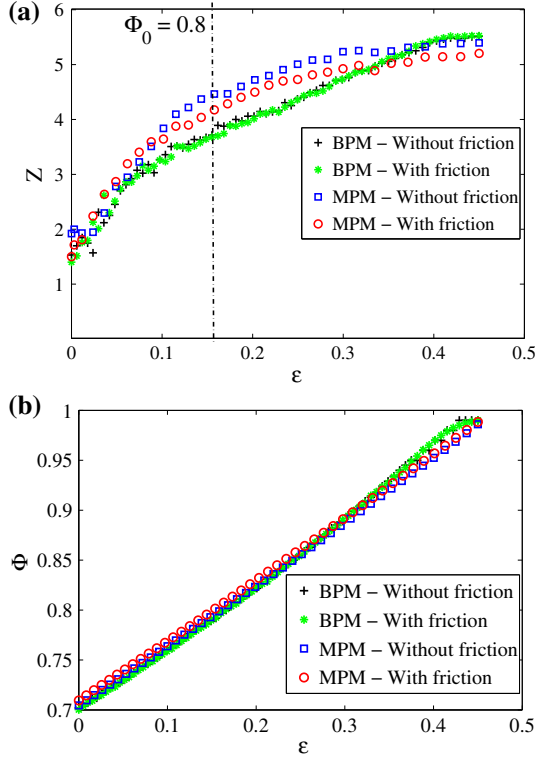 (a)
Φ₀ = 0.8
6
5
4
3
2
1
Z
BPM − Without friction
BPM − With friction
MPM − Without friction
MPM − With friction
0 0.1 0.2 0.3 0.4 0.5
ε
(b)
1
0.95
0.9
0.85
0.8
0.75
0.7
Φ
BPM − Without friction
BPM − With friction
MPM − Without friction
MPM − With friction
0 0.1 0.2 0.3 0.4 0.5
ε